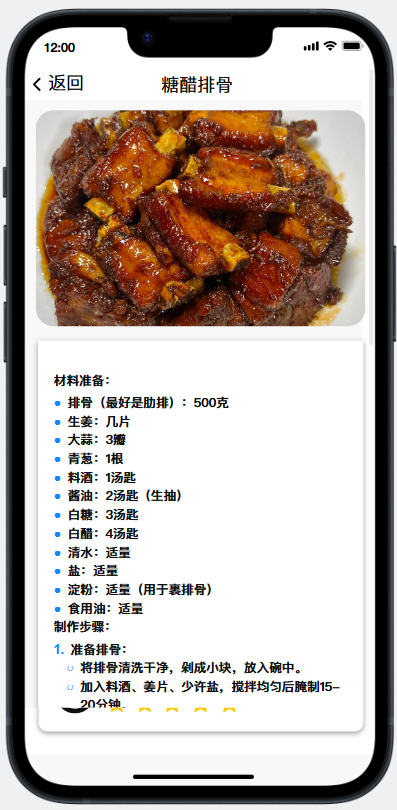 12:00
返回
糖醋排骨
材料准备：
排骨（最好是肋排）：500克
生姜：几片
大蒜：3瓣
青葱：1根
料酒：1汤匙
酱油：2汤匙（生抽）
白糖：3汤匙
白醋：4汤匙
清水：适量
盐：适量
淀粉：适量（用于裹排骨）
食用油：适量
制作步骤：
1. 准备排骨：
将排骨清洗干净，剁成小块，放入碗中。
加入料酒、姜片、少许盐，搅拌均匀后腌制15–
20分钟。